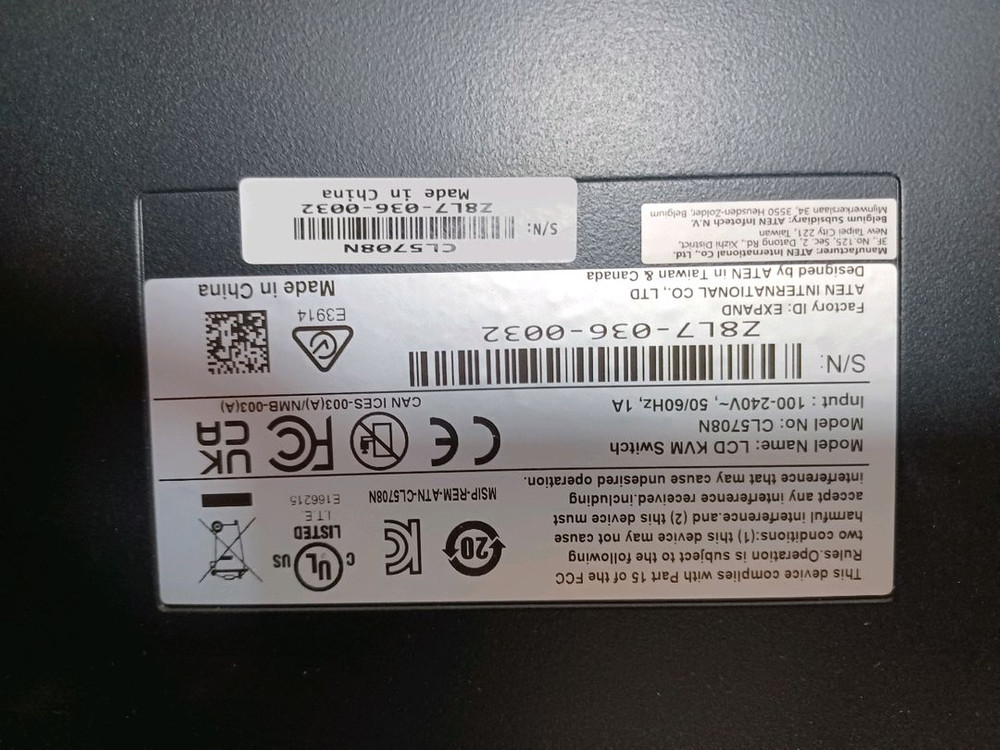 This device complies with Part 15 of the FCC
Rules.Operation is subject to the following
two conditions:(1) this device may not cause
harmful interference.and (2) this device must
accept any interference received.including
interference that may cause undesired operation.
20
MSIP-REM-ATN-CL5708N
C UL US
LISTED
I.T.E.
E166215
Model Name: LCD KVM Switch
Model No: CL5708N
Input : 100-240V~, 50/60Hz, 1A
CE
FC
UK
CA
CAN ICES-003(A)/NMB-003(A)
S/N:
Z8L7-036-0032
Factory ID: EXPAND
ATEN INTERNATIONAL CO., LTD
Designed by ATEN in Taiwan & Canada
E3914
Made in China
Manufacturer: ATEN International Co., Ltd.
3F., No.125, Sec. 2, Datong Rd., Xizhi District,
New Taipei City 221, Taiwan
Belgium Subsidiary: ATEN Infotech N.V.
Mijnwerkerslaan 34, 3550 Heusden-Zolder, Belgium
CL5708N
S/N:
Z8L7-036-0032
Made in China